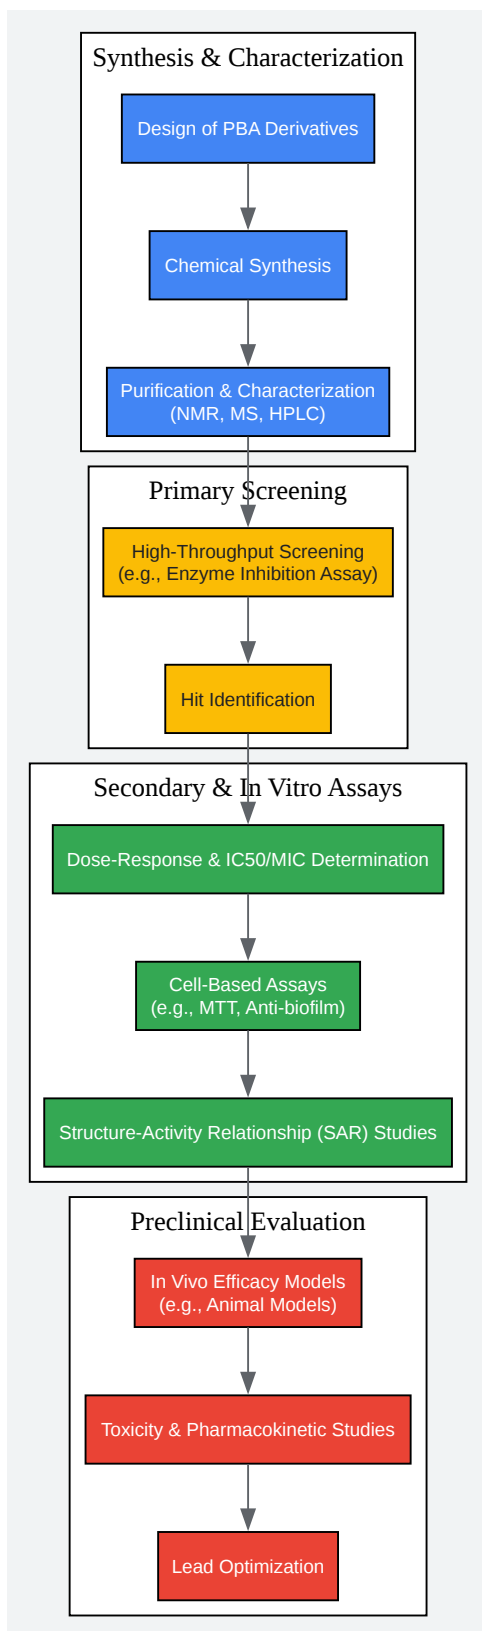 Synthesis & Characterization
Design of PBA Derivatives
Chemical Synthesis
Purification & Characterization
(NMR, MS, HPLC)
Primary Screening
High-Throughput Screening
(e.g., Enzyme Inhibition Assay)
Hit Identification
Secondary & In Vitro Assays
Dose-Response & IC50/MIC Determination
Cell-Based Assays
(e.g., MTT, Anti-biofilm)
Structure-Activity Relationship (SAR) Studies
Preclinical Evaluation
In Vivo Efficacy Models
(e.g., Animal Models)
Toxicity & Pharmacokinetic Studies
Lead Optimization